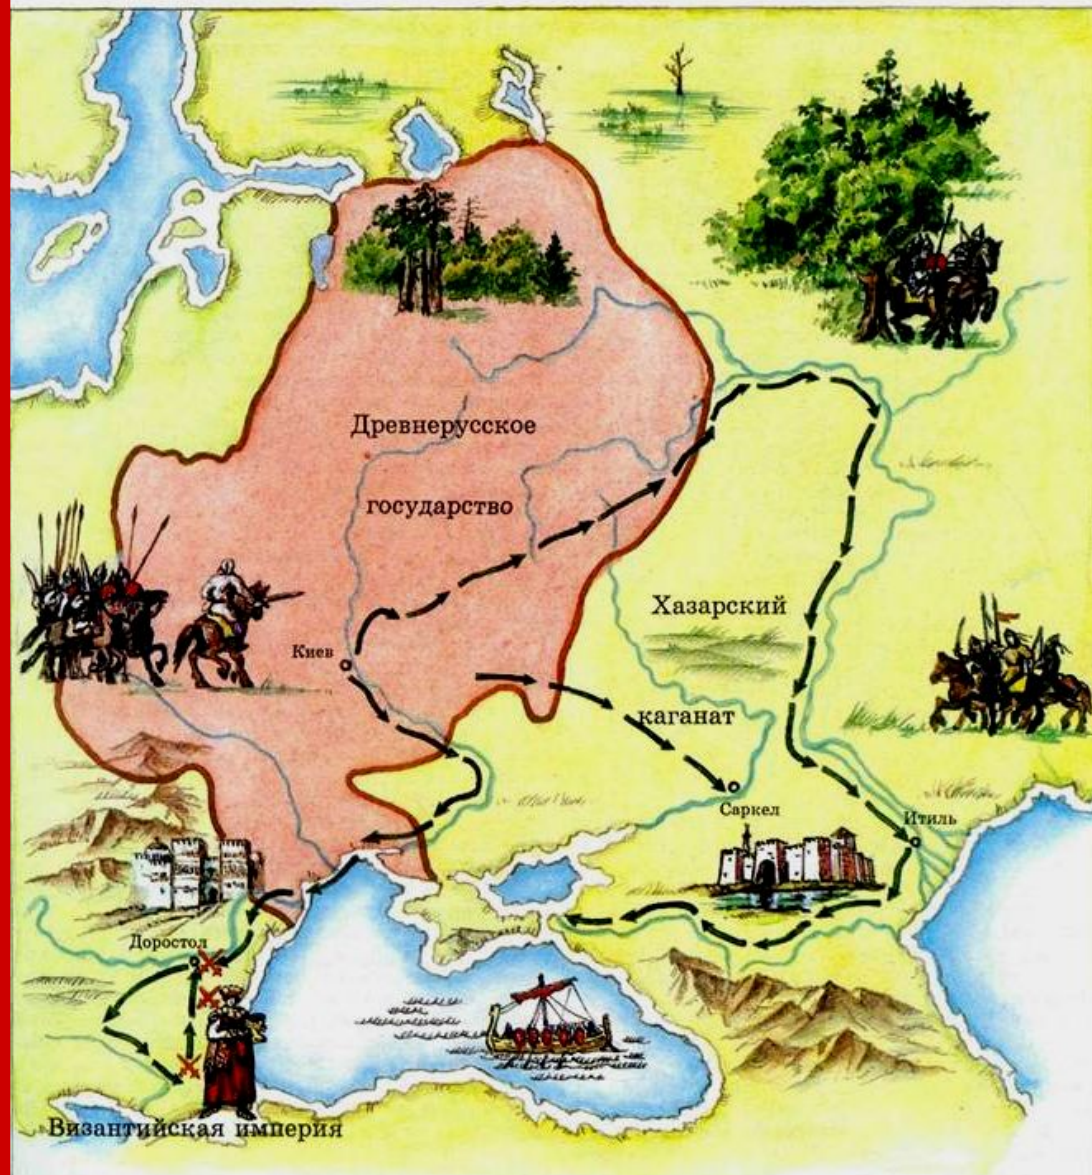 Древнерусское
государство
Хазарский
Киев
каганат
Саркел
Итиль
Доростол
Византийская империя